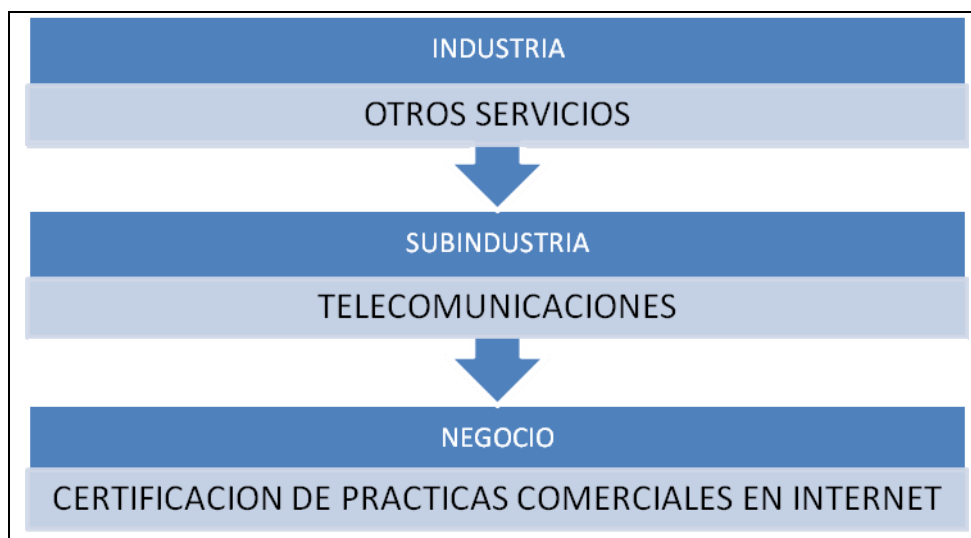 INDUSTRIA
OTROS SERVICIOS
SUBINDUSTRIA
TELECOMUNICACIONES
NEGOCIO
CERTIFICACION DE PRACTICAS COMERCIALES EN INTERNET